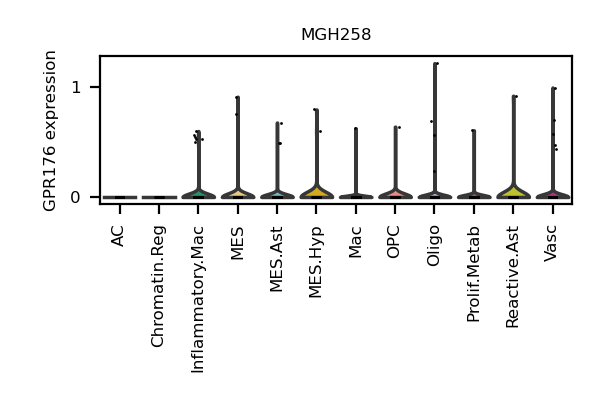 MGH258
GPR176 expression
1
0
AC
Chromatin.Reg
Inflammatory.Mac
MES
MES.Ast
MES.Hyp
Mac
OPC
Oligo
Prolif.Metab
Reactive.Ast
Vasc